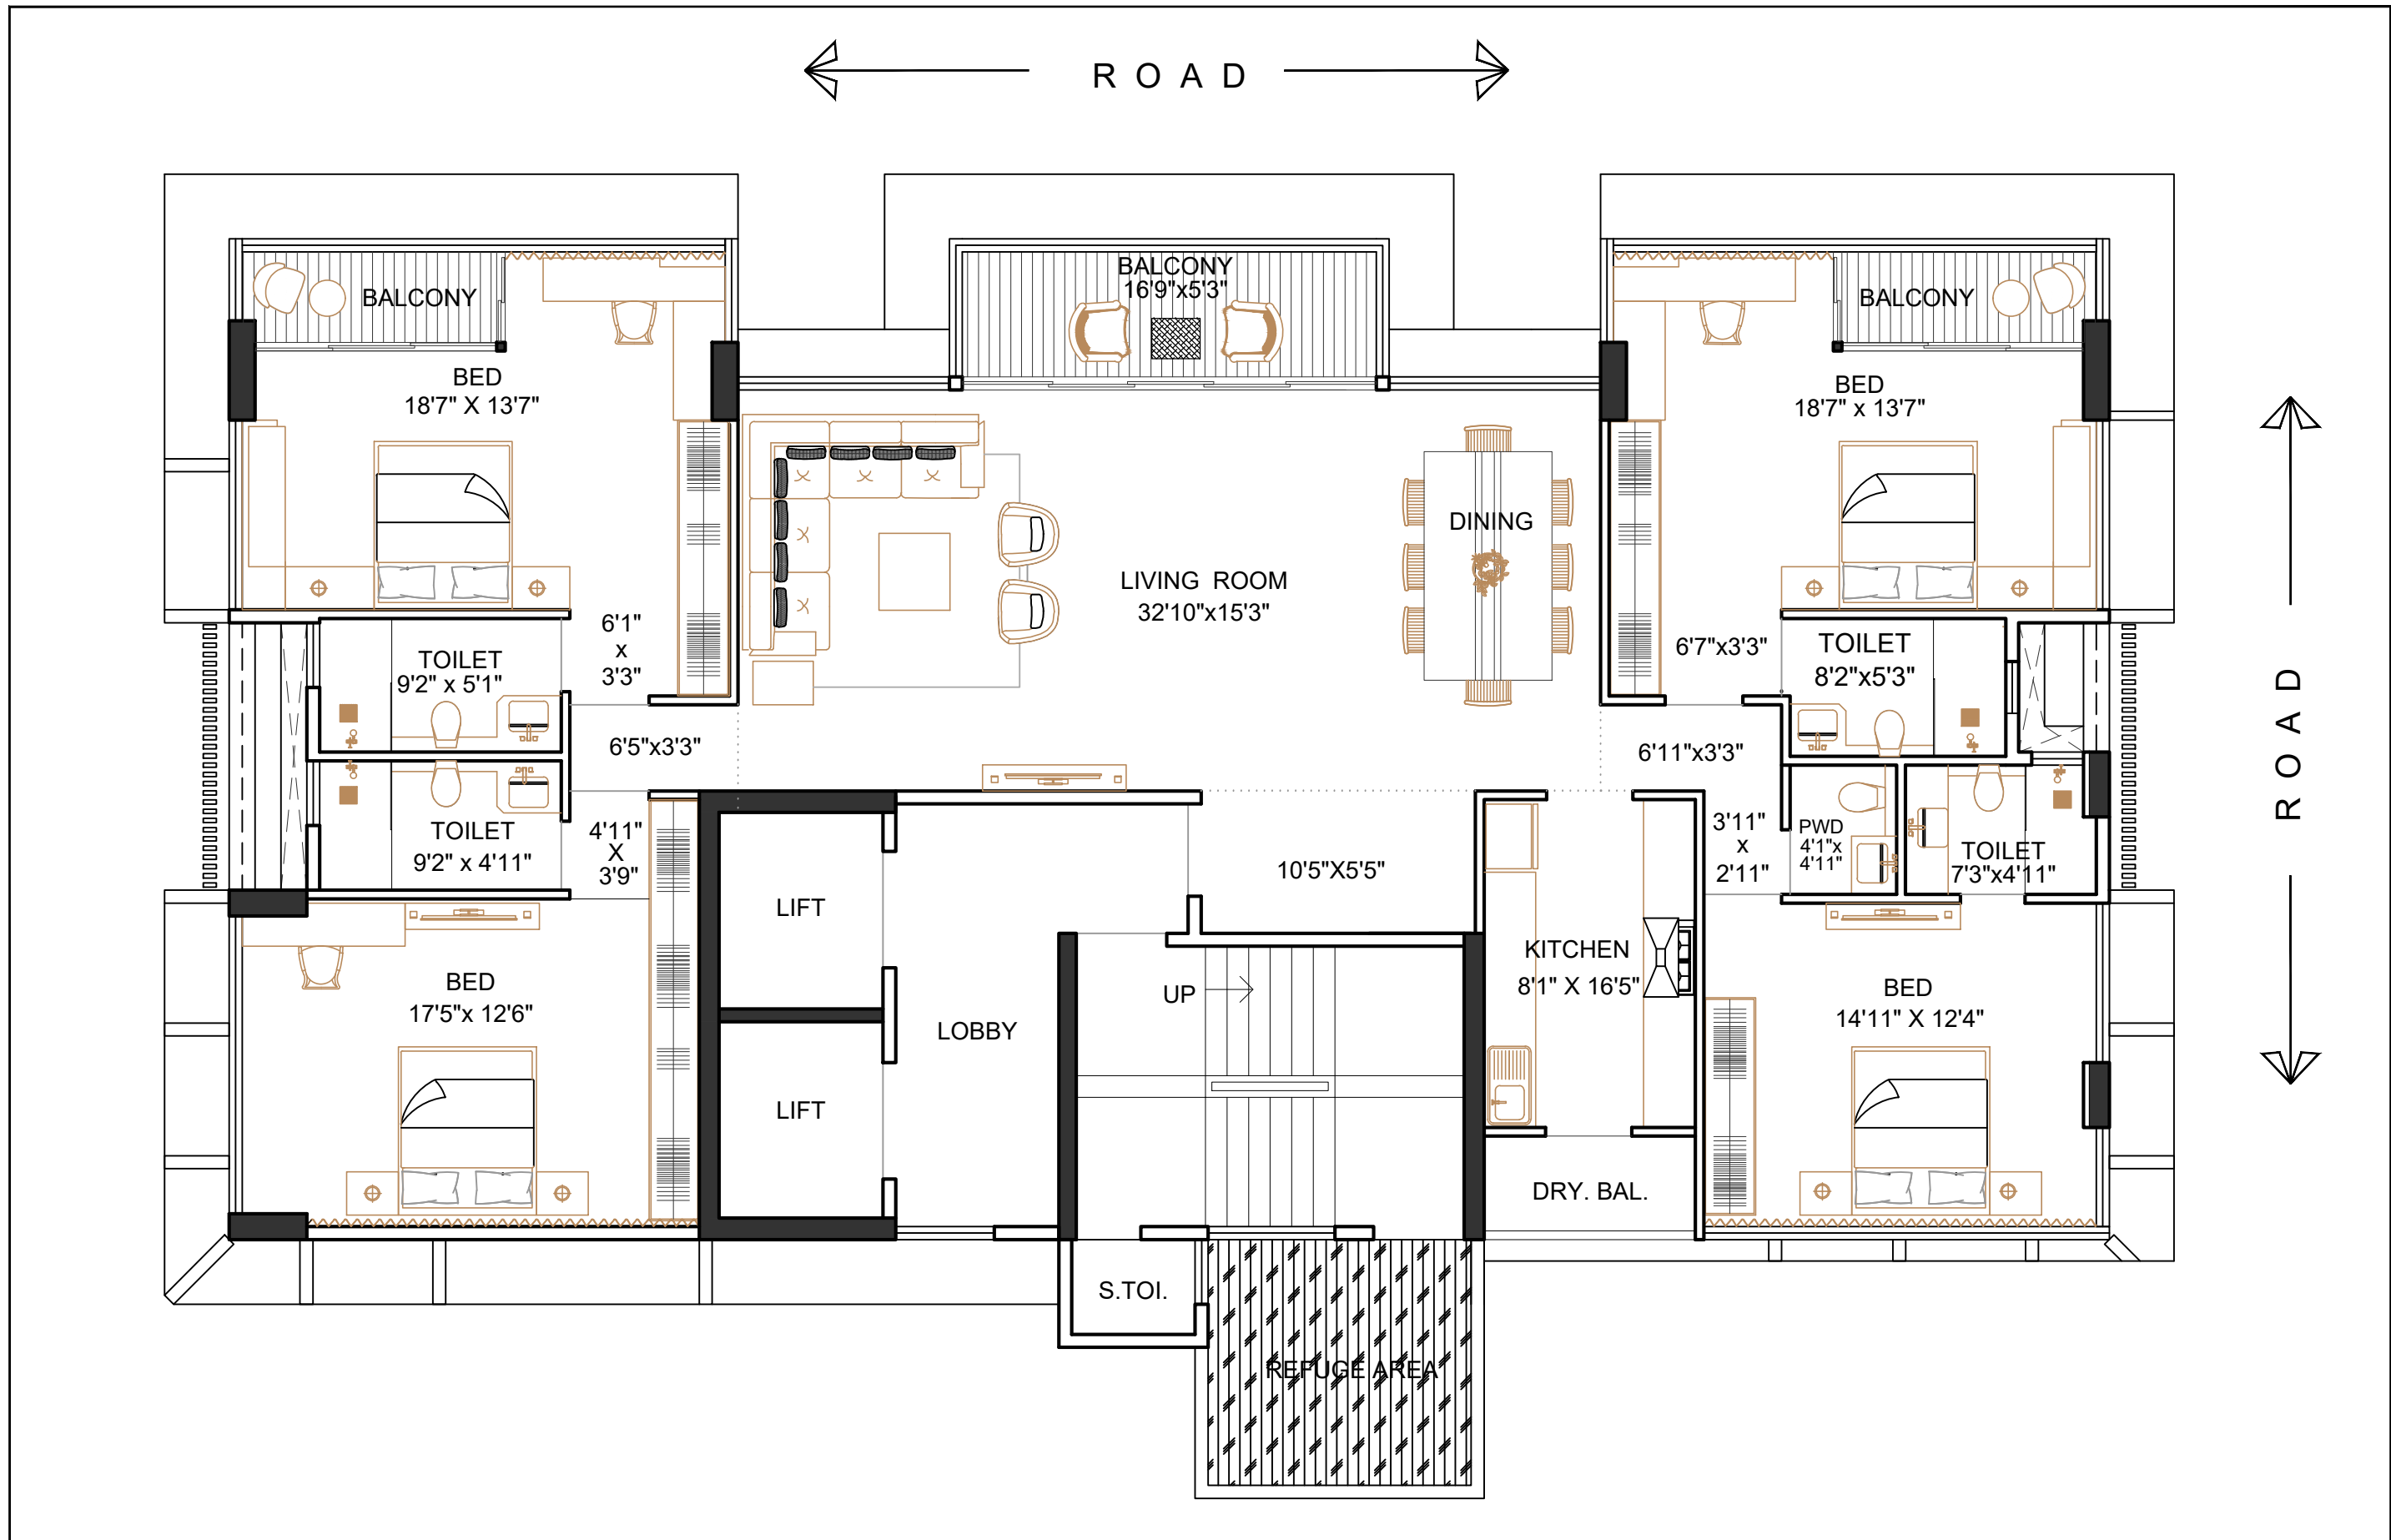 R O A D
BALCONY
16'9"x5'3"
BALCONY
BALCONY
BED
18'7" X 13'7"
BED
18'7" x 13'7"
DINING
LIVING ROOM
32'10"x15'3"
6'1"
x
3'3"
TOILET
9'2" x 5'1"
6'7"x3'3"
TOILET
8'2"x5'3"
R O A D
6'5"x3'3"
6'11"x3'3"
TOILET
9'2" x 4'11"
4'11"
X
3'9"
3'11"
x
2'11"
PWD
4'1"x
4'11"
TOILET
7'3"x4'11"
10'5"X5'5"
LIFT
KITCHEN
8'1" X 16'5"
BED
17'5"x 12'6"
UP
BED
14'11" X 12'4"
LOBBY
LIFT
DRY. BAL.
S.TOI.
REFUGE AREA